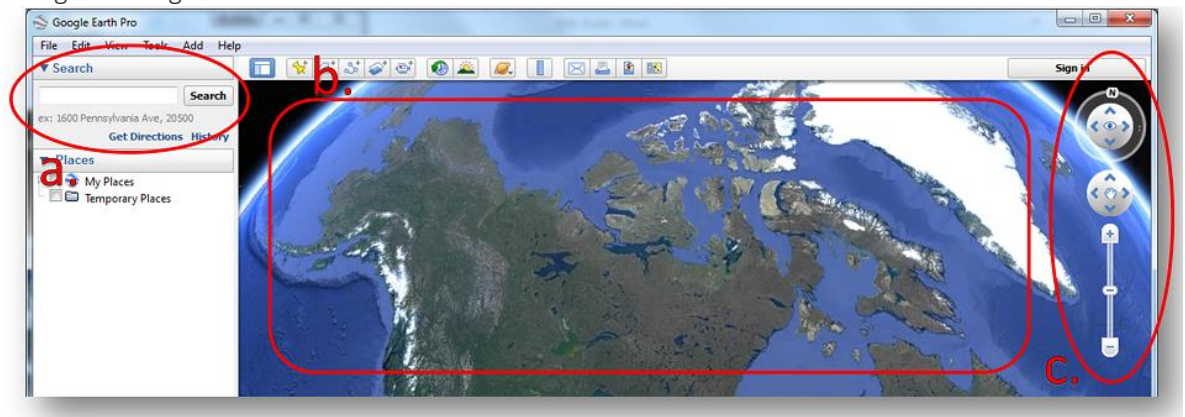 Google Earth Pro
File Edit View Tools Add Help
Search
Sign in
Search
ex: 1600 Pennsylvania Ave, 20500
Get Directions History
Places
My Places
Temporary Places
a
b.
c.
N